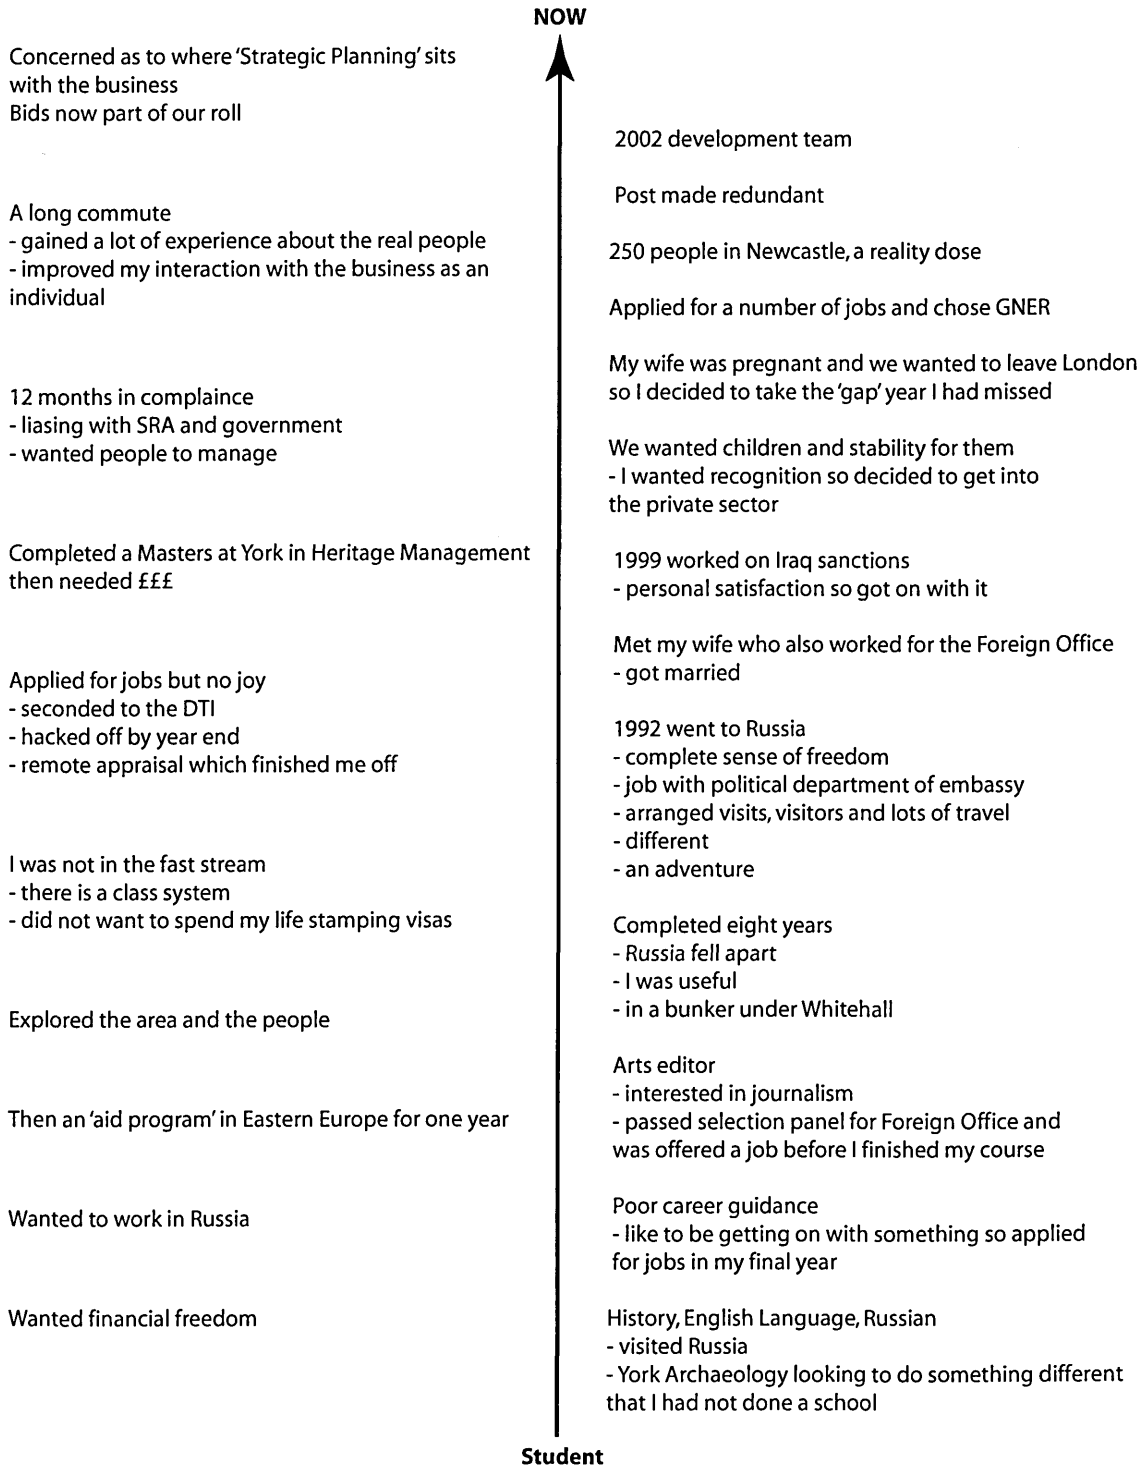 NOW
Concerned as to where 'Strategic Planning' sits
with the business
Bids now part of our roll
A long commute
- gained a lot of experience about the real people
- improved my interaction with the business as an
individual
12 months in complaince
- liasing with SRA and government
- wanted people to manage
Completed a Masters at York in Heritage Management
then needed £££
Applied for jobs but no joy
- seconded to the DTI
- hacked off by year end
- remote appraisal which finished me off
I was not in the fast stream
- there is a class system
- did not want to spend my life stamping visas
Explored the area and the people
Then an 'aid program' in Eastern Europe for one year
Wanted to work in Russia
Wanted financial freedom
2002 development team
Post made redundant
250 people in Newcastle, a reality dose
Applied for a number of jobs and chose GNER
My wife was pregnant and we wanted to leave London
so I decided to take the 'gap' year I had missed
We wanted children and stability for them
- I wanted recognition so decided to get into
the private sector
1999 worked on Iraq sanctions
- personal satisfaction so got on with it
Met my wife who also worked for the Foreign Office
- got married
1992 went to Russia
- complete sense of freedom
- job with political department of embassy
- arranged visits, visitors and lots of travel
- different
- an adventure
Completed eight years
- Russia fell apart
- I was useful
- in a bunker under Whitehall
Arts editor
- interested in journalism
- passed selection panel for Foreign Office and
was offered a job before I finished my course
Poor career guidance
- like to be getting on with something so applied
for jobs in my final year
History, English Language, Russian
- visited Russia
- York Archaeology looking to do something different
that I had not done a school
Student